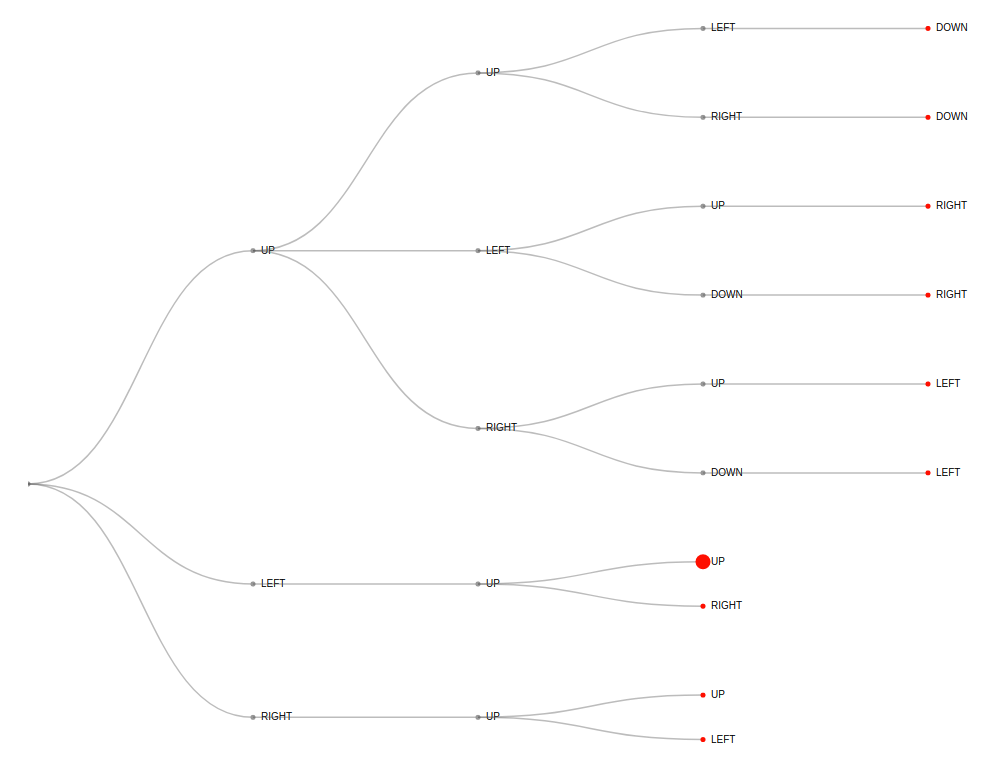 LEFT DOWN
UP
RIGHT DOWN
UP RIGHT
UP LEFT
DOWN RIGHT
UP LEFT
RIGHT
DOWN LEFT
UP
LEFT UP
RIGHT
UP
RIGHT UP
LEFT